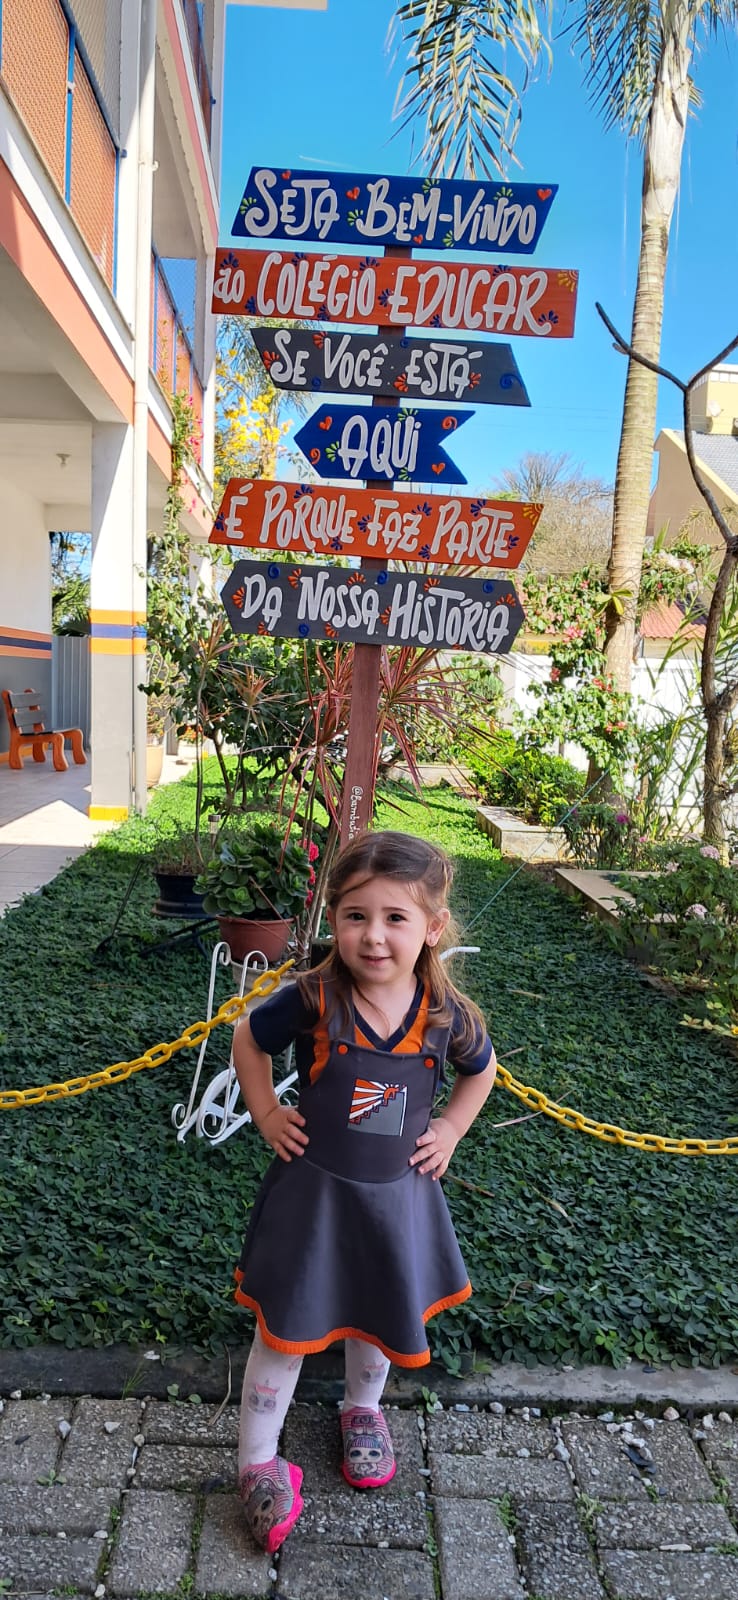 SEJA BEM-VINDO
ao COLÉGIO EDUCAR
SE VOCÊ ESTÁ
AQUI
É PORQUE FAZ PARTE
DA NOSSA HISTÓRIA